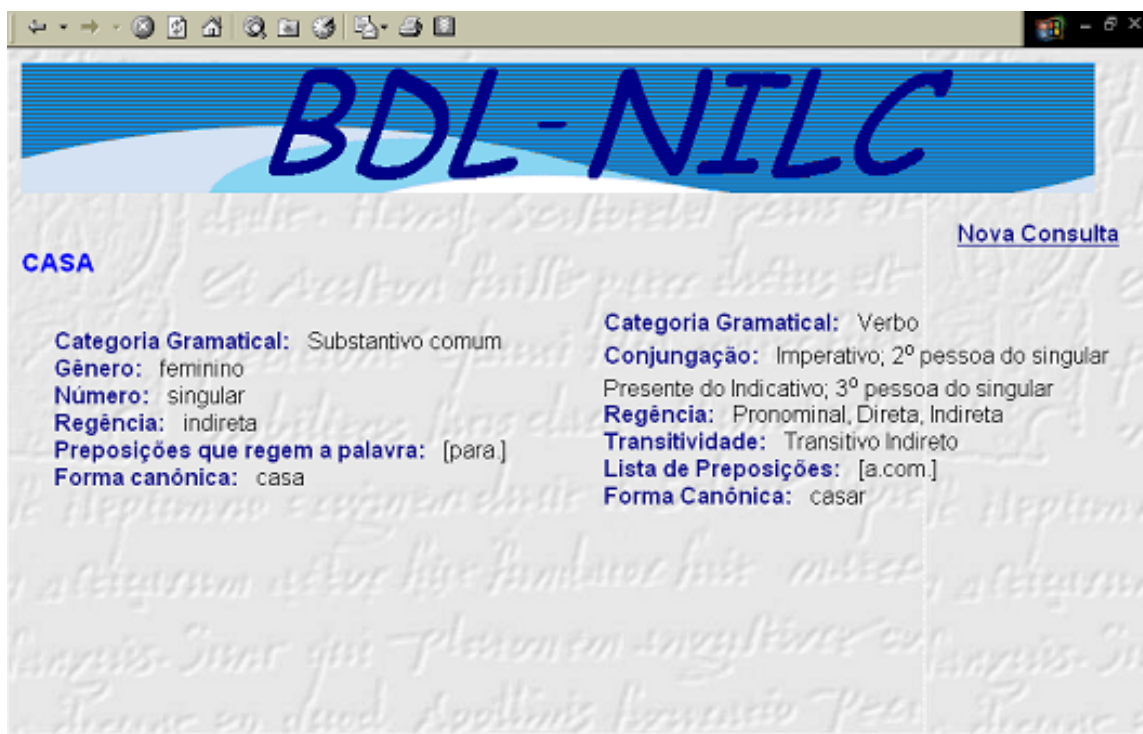 BDL-NILC
Nova Consulta
CASA
Categoria Gramatical: Substantivo comum
Gênero: feminino
Número: singular
Regência: indireta
Preposições que regem a palavra: [para.]
Forma canônica: casa
Categoria Gramatical: Verbo
Conjungação: Imperativo; 2º pessoa do singular
Presente do Indicativo; 3º pessoa do singular
Regência: Pronominal, Direta, Indireta
Transitividade: Transitivo Indireto
Lista de Preposições: [a.com.]
Forma Canônica: casar